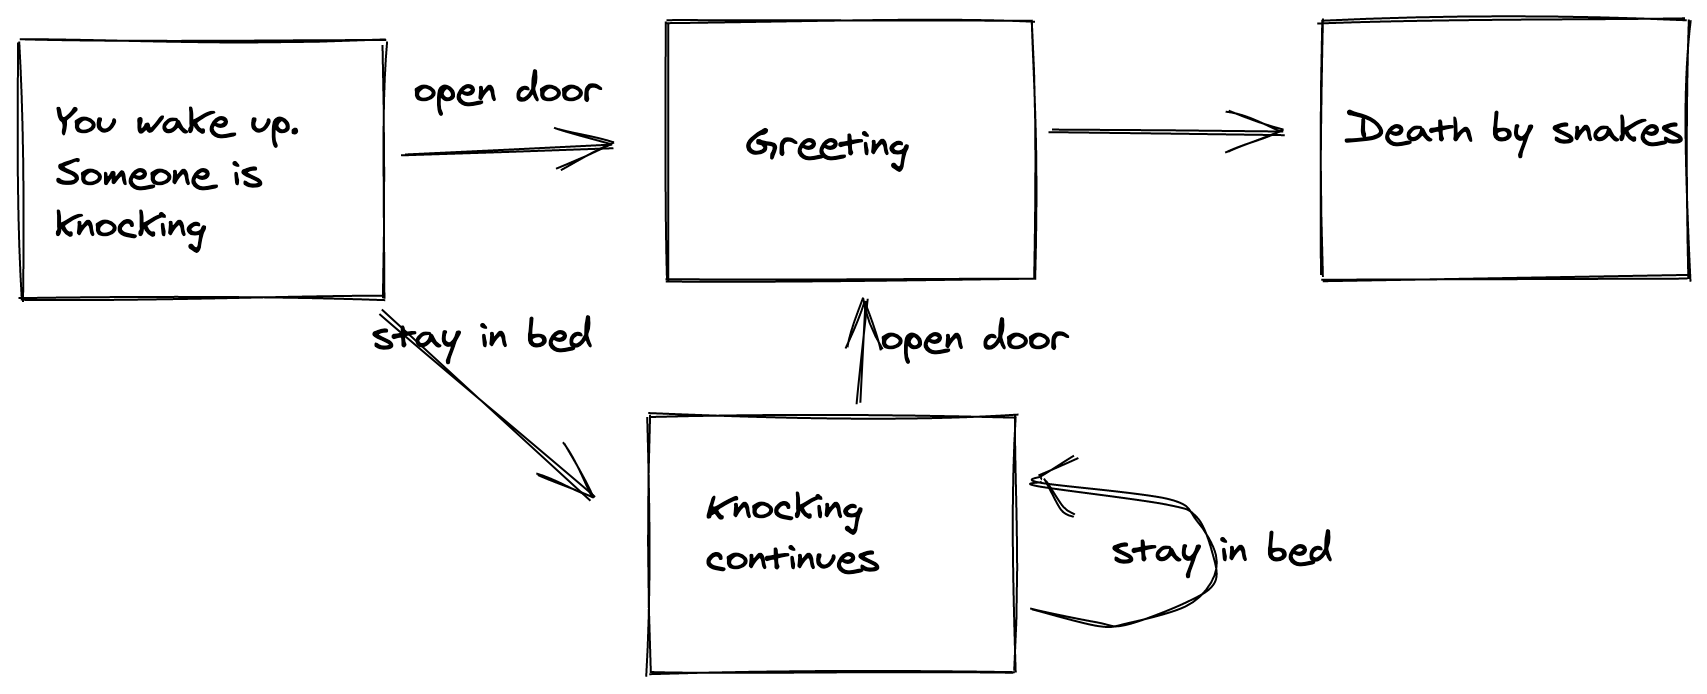 You wake up.
Someone is
knocking
open door
Greeting
Death by snakes
stay in bed
open door
Knocking
continues
stay in bed